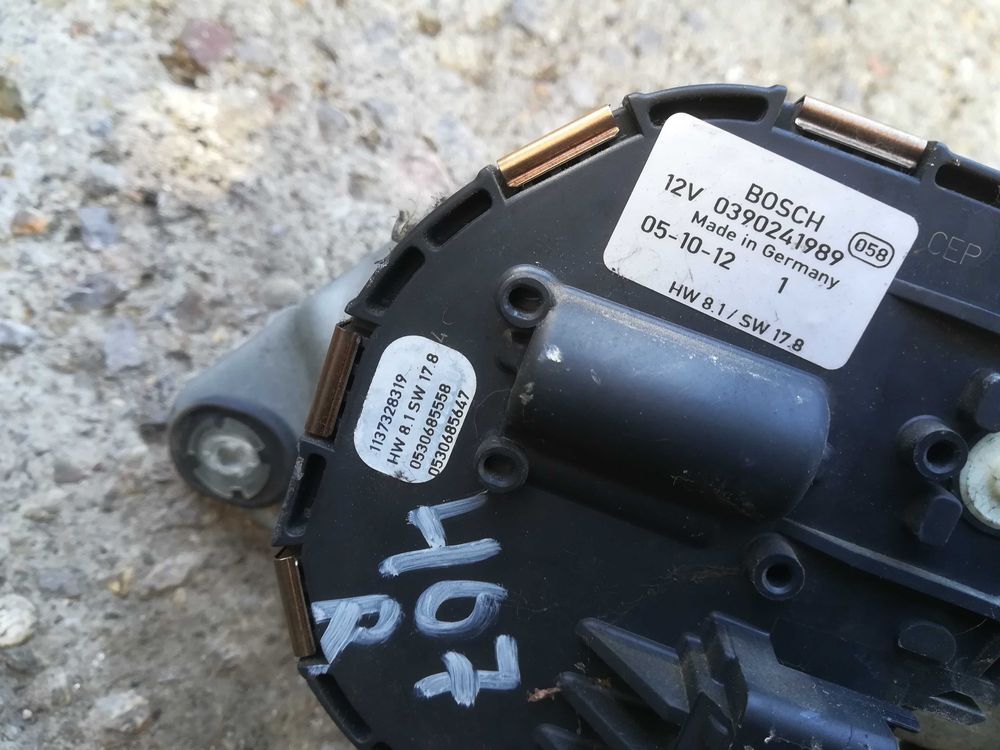 BOSCH
12V 0390241989 058
Made in Germany
05-10-12 1
HW 8.1 / SW 17.8
CEP
1137328319
HW 8.1 SW 17.8
0530685558
0530685647